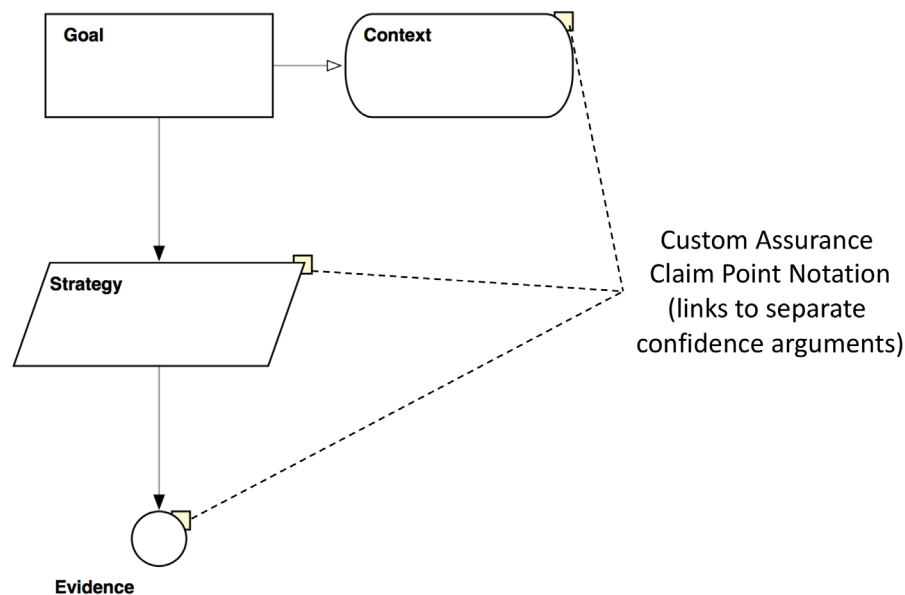 Goal
Context
Strategy
Custom Assurance
Claim Point Notation
(links to separate
confidence arguments)
Evidence